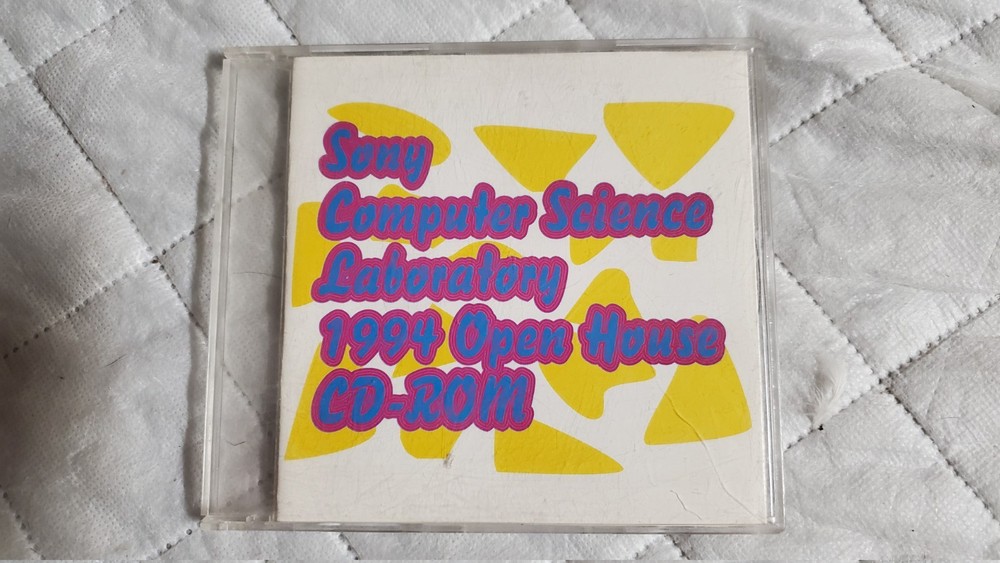 Sony
Computer Science
Laboratory
1994 Open House
CD-ROM